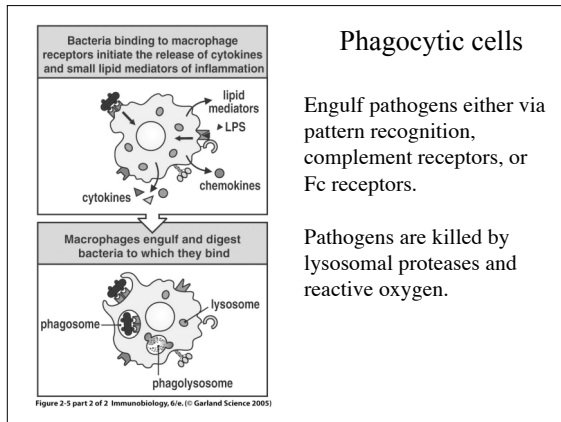 Bacteria binding to macrophage
receptors initiate the release of cytokines
and small lipid mediators of inflammation
lipid
mediators
LPS
chemokines
cytokines
Macrophages engulf and digest
bacteria to which they bind
lysosome
phagosome
phagolysosome
Figure 2-5 part 2 of 2 Immunobiology, 6/e. (© Garland Science 2005)
Phagocytic cells
Engulf pathogens either via
pattern recognition,
complement receptors, or
Fc receptors.
Pathogens are killed by
lysosomal proteases and
reactive oxygen.